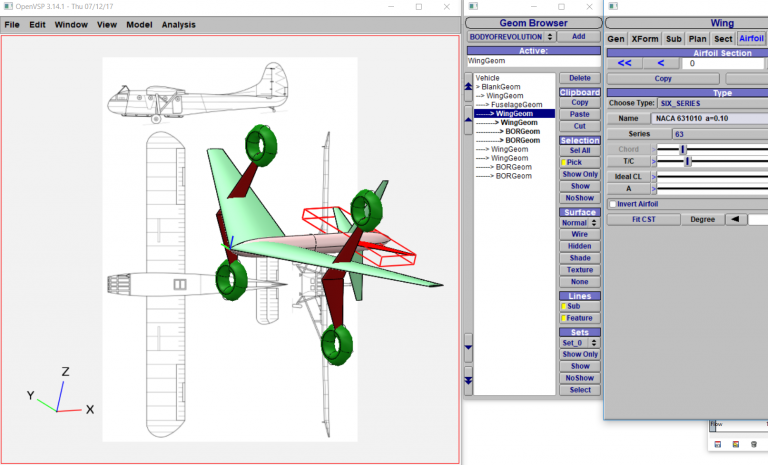 OpenVSP 3.14.1 - Thu 07/12/17
File Edit Window View Model Analysis
Z
Y
X
Geom Browser
BODYOFREVOLUTION Add
Active:
WingGeom
Vehicle
> BlankGeom
--> WingGeom
---> FuselageGeom
-----> WingGeom
------> WingGeom
-------> BORGeom
-------> BORGeom
----> WingGeom
----> WingGeom
-----> BORGeom
-----> BORGeom
Delete
Clipboard
Copy
Paste
Cut
Selection
Sel All
Pick
Show Only
Show
NoShow
Surface
Normal
Wire
Hidden
Shade
Texture
None
Lines
Sub
Feature
Sets
Set_0
Show Only
Show
NoShow
Select
Wing
Gen XForm Sub Plan Sect Airfoil
Airfoil Section
<< < 0
Copy
Type
Choose Type: SIX_SERIES
Name NACA 631010 a=0.10
Series 63
Chord >
T/C >
Ideal CL >
A >
Invert Airfoil
Fit CST Degree